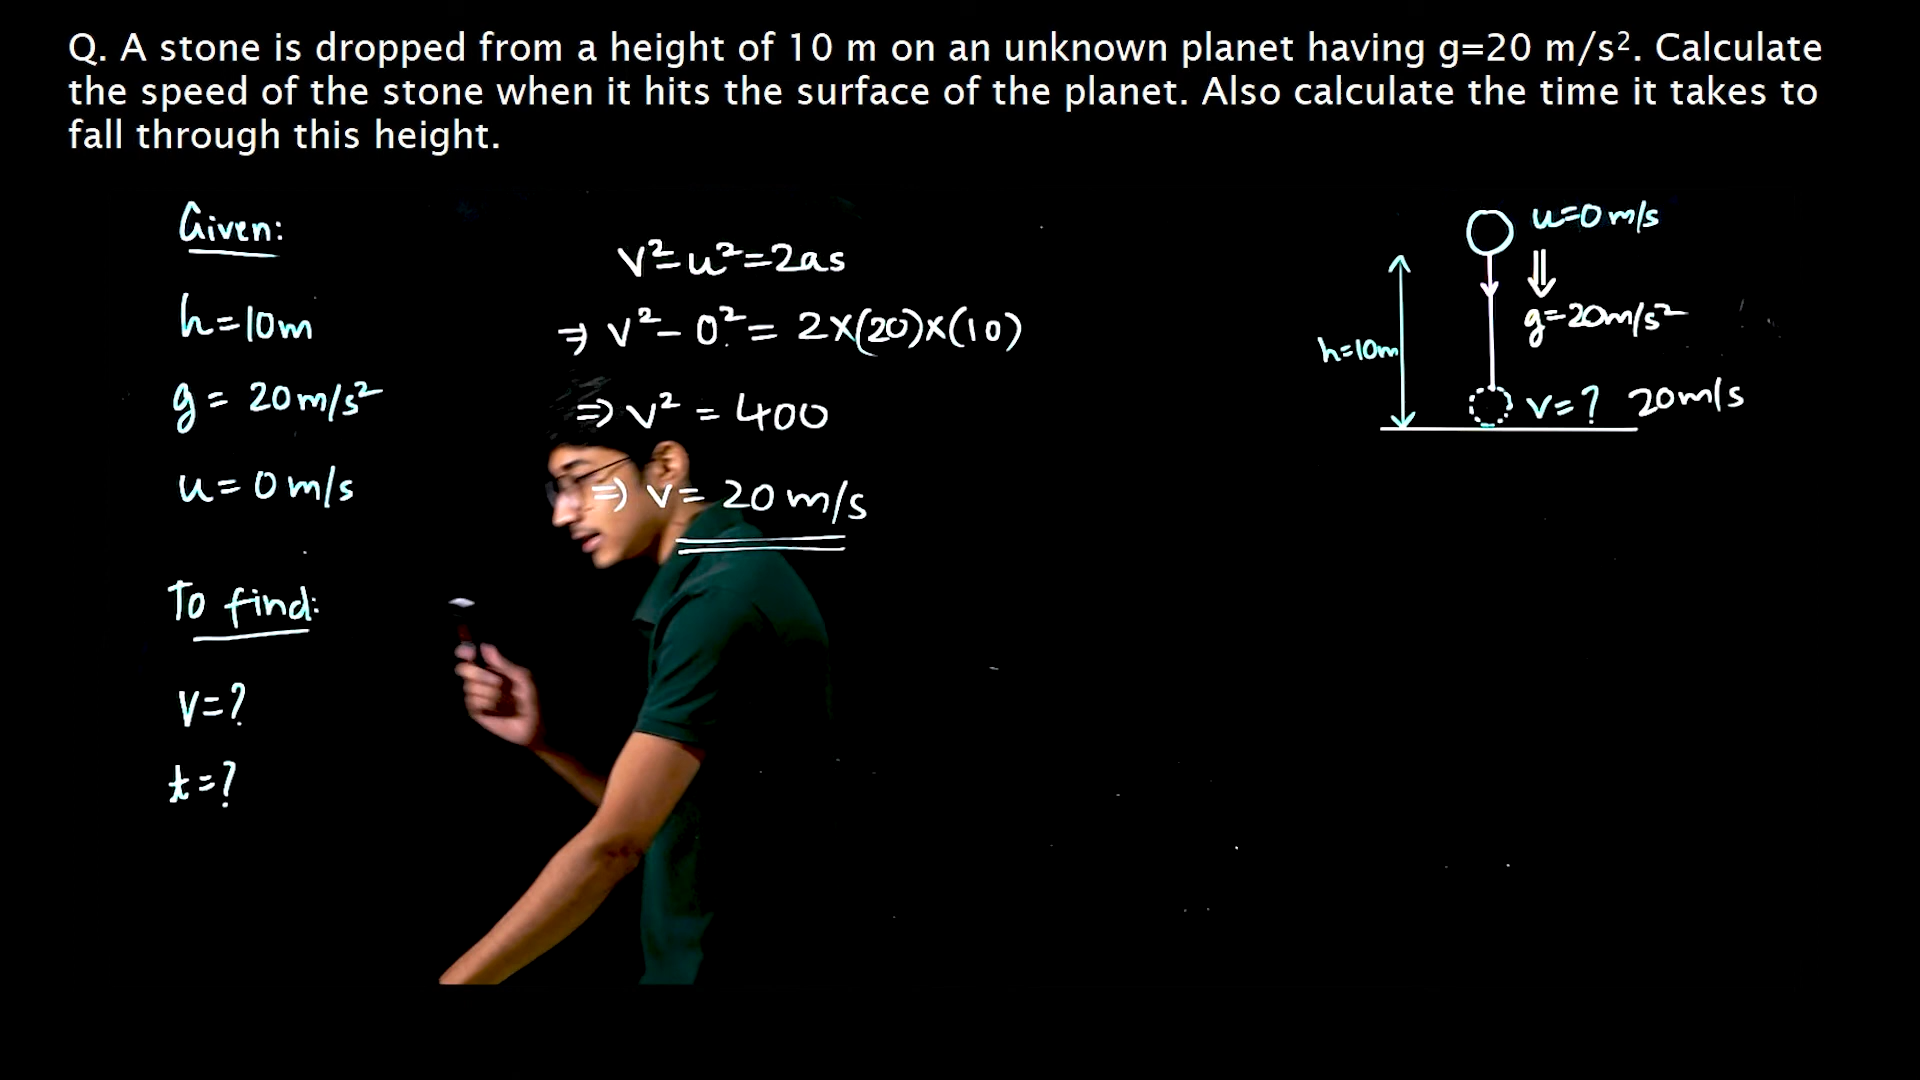 Q. A stone is dropped from a height of 10 m on an unknown planet having g=20 m/s². Calculate
the speed of the stone when it hits the surface of the planet. Also calculate the time it takes to
fall through this height.
Given:
h=10m
g= 20m/s²
u=0m/s
To find:
v=?
t=?
v²-u²=2as
⇒ v²-0²= 2×(20)×(10)
⇒ v² = 400
⇒ v= 20 m/s
u=0m/s
g=20m/s²
h=10m
v=? 20m/s